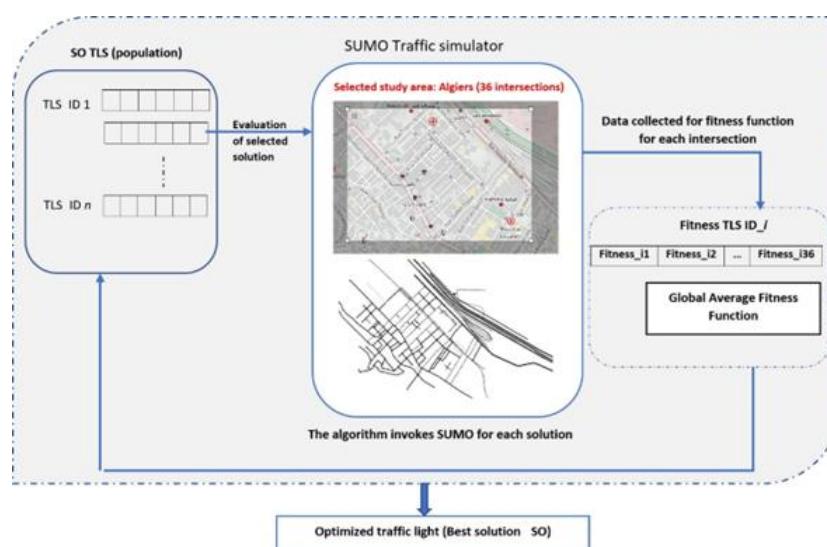 SO TLS (population)
TLS ID 1
TLS ID n
Evaluation
of selected
solution
SUMO Traffic simulator
Selected study area: Algiers (36 intersections)
The algorithm invokes SUMO for each solution
Data collected for fitness function
for each intersection
Fitness TLS ID_i
Fitness_i1 Fitness_i2 ... Fitness_i36
Global Average Fitness
Function
Optimized traffic light (Best solution SO)